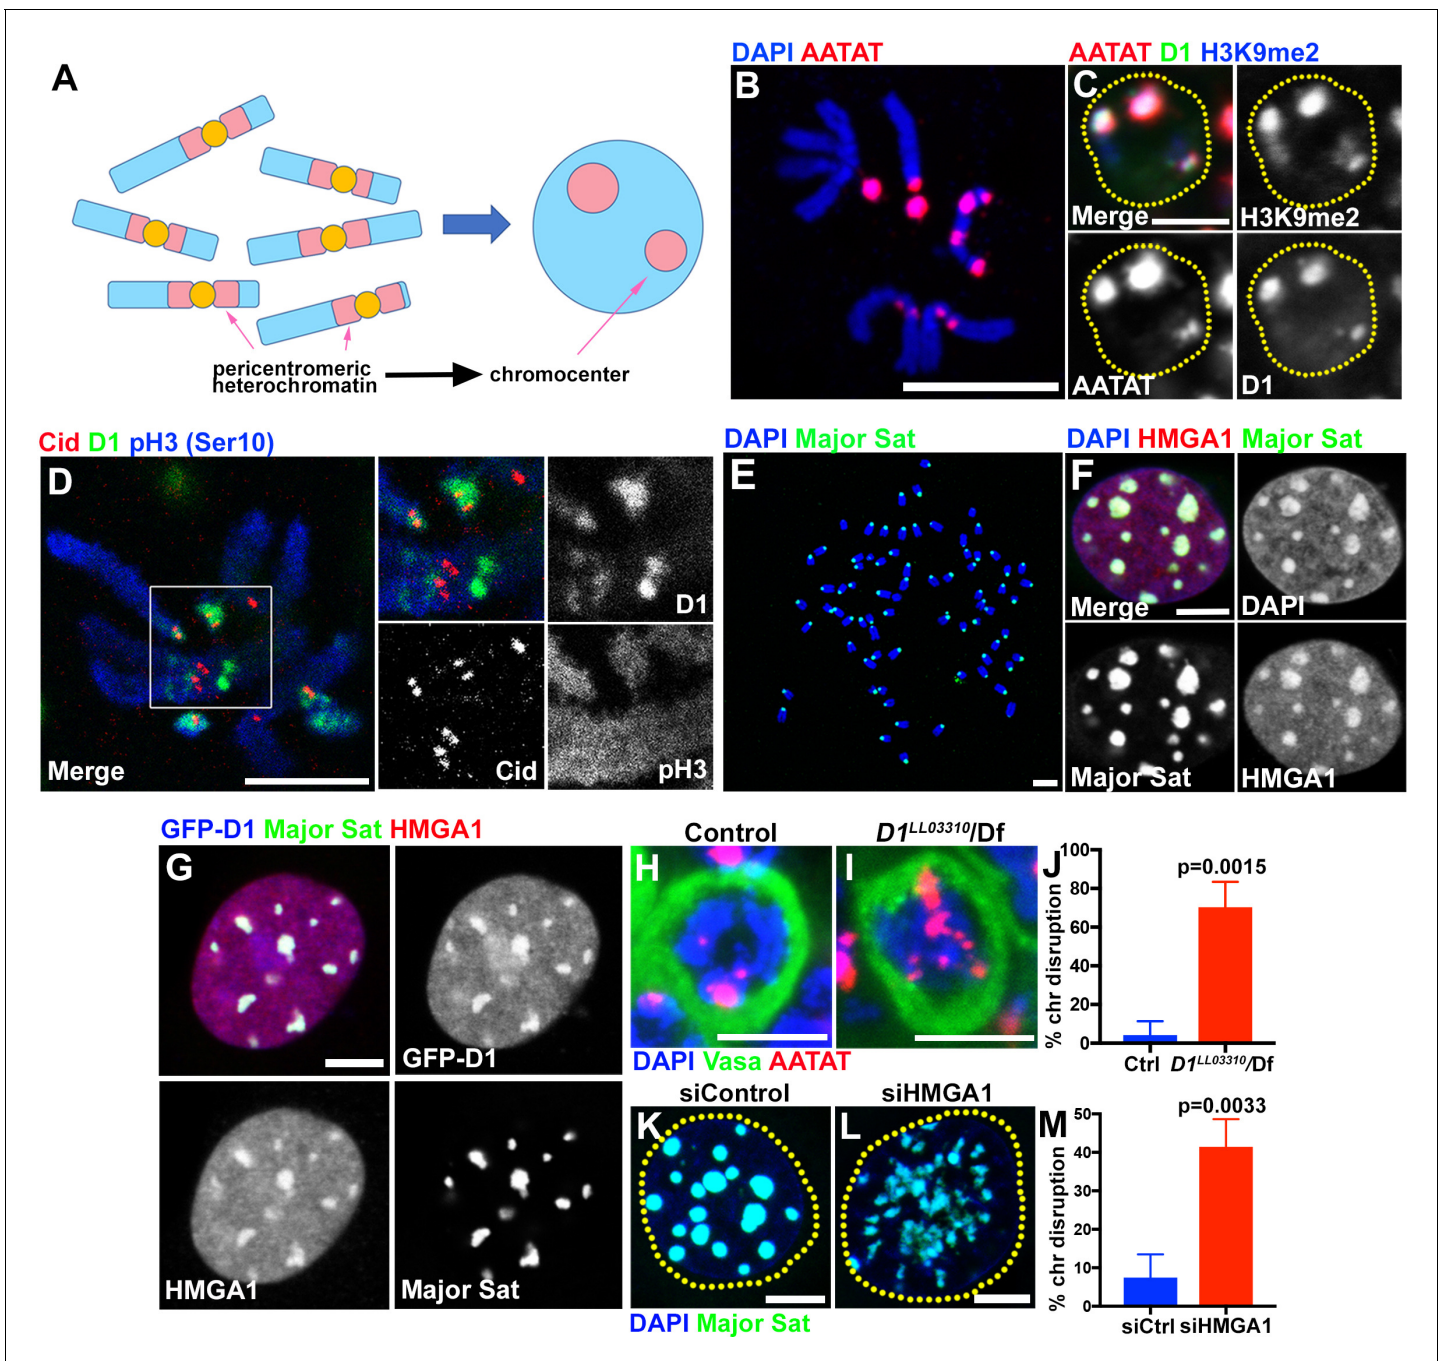 A
pericentromeric
heterochromatin
chromocenter
DAPI AATAT
B
AATAT D1 H3K9me2
C
Merge
H3K9me2
AATAT
D1
Cid D1 pH3 (Ser10)
D
Merge
D1
Cid
pH3
DAPI Major Sat
E
DAPI HMGA1 Major Sat
F
Merge
DAPI
Major Sat
HMGA1
GFP-D1 Major Sat HMGA1
G
GFP-D1
HMGA1
Major Sat
Control
D1LL03310/Df
H
I
DAPI Vasa AATAT
J
% chr disruption
100
80
60
40
20
0
p=0.0015
Ctrl D1LL03310/Df
siControl
siHMGA1
K
L
DAPI Major Sat
M
% chr disruption
50
40
30
20
10
0
p=0.0033
siCtrl siHMGA1